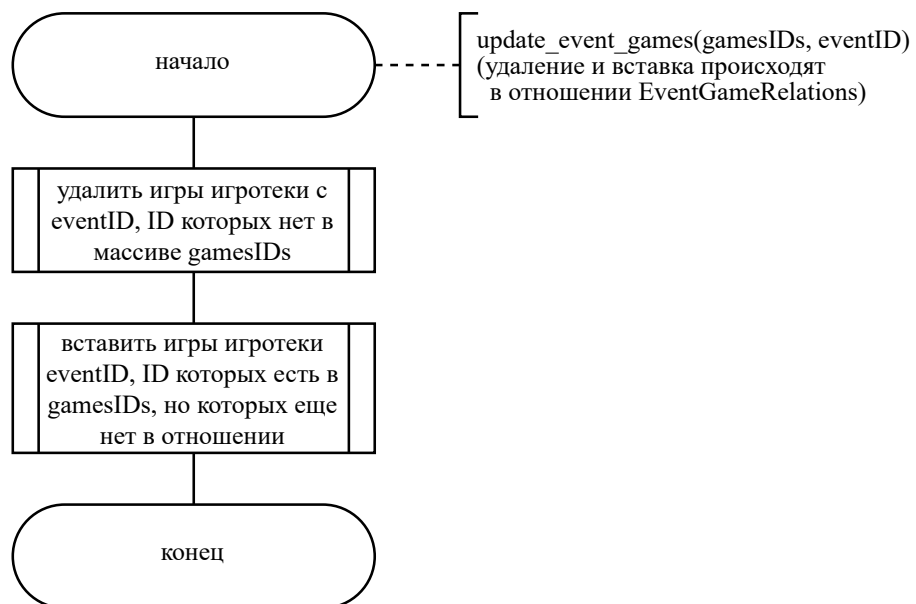 начало
update_event_games(gamesIDs, eventID)
(удаление и вставка происходят
в отношении EventGameRelations)
удалить игры игротеки с
eventID, ID которых нет в
массиве gamesIDs
вставить игры игротеки
eventID, ID которых есть в
gamesIDs, но которых еще
нет в отношении
конец